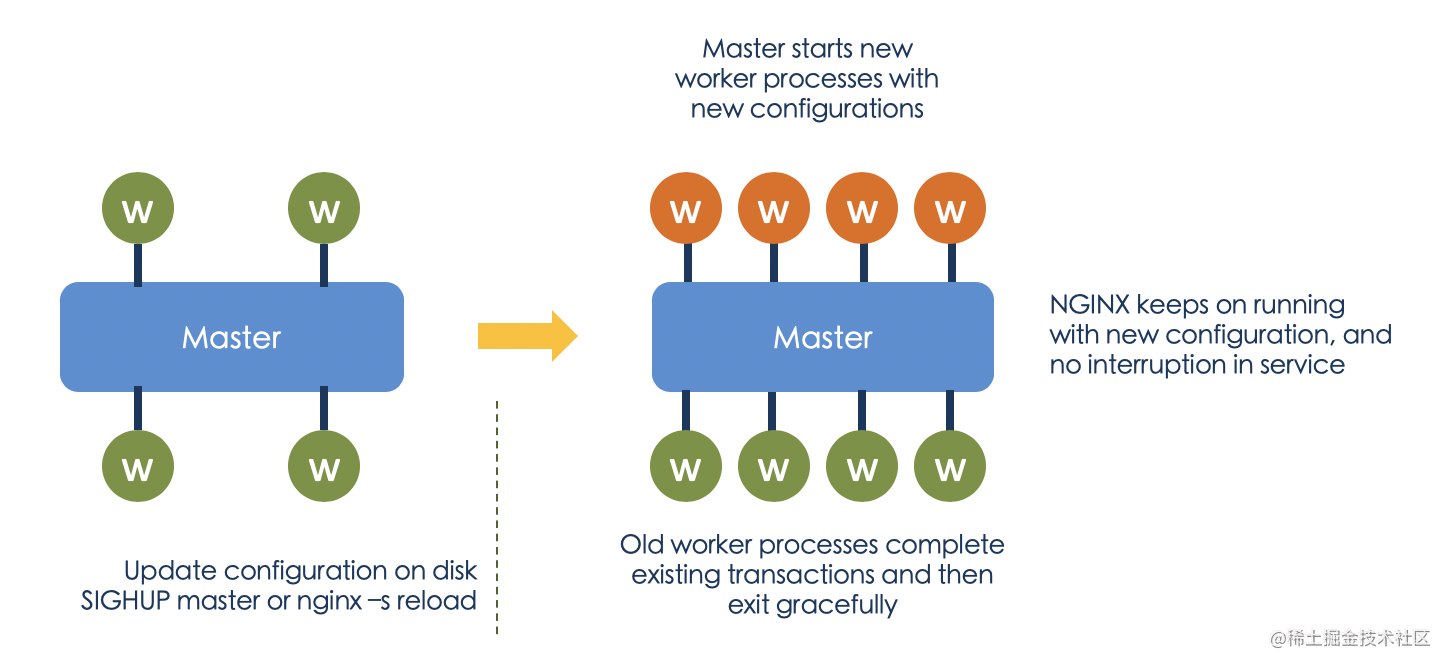 Master starts new
worker processes with
new configurations
W
W
W
W
W
W
Master
Master
NGINX keeps on running
with new configuration, and
no interruption in service
W
W
W
W
W
W
Old worker processes complete
existing transactions and then
exit gracefully
Update configuration on disk
SIGHUP master or nginx –s reload
@稀土掘金技术社区